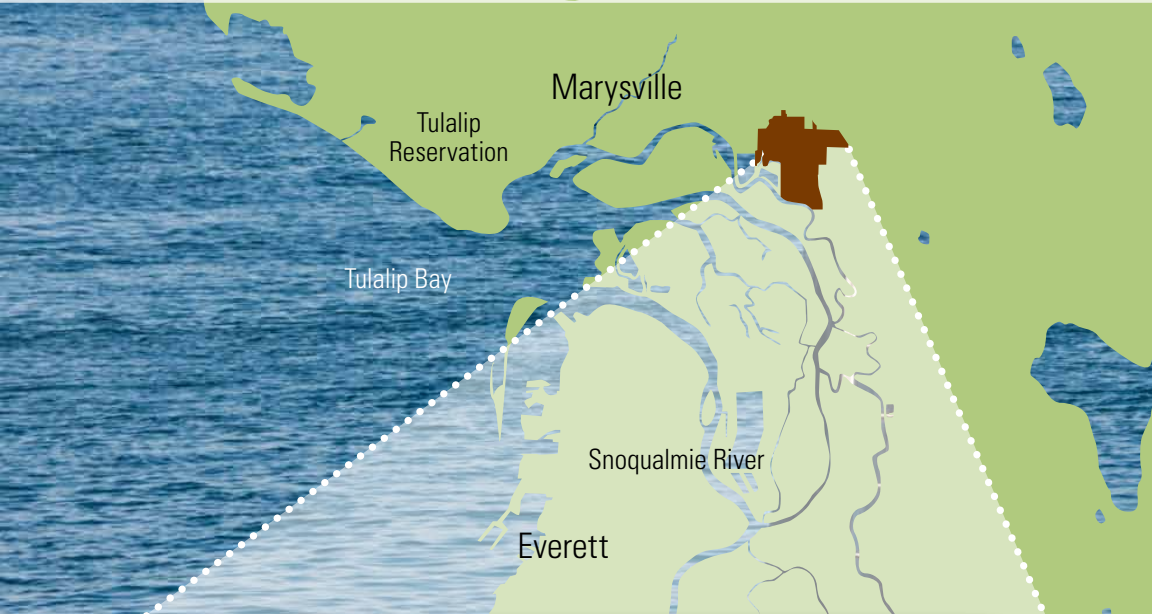 Marysville
Tulalip
Reservation
Tulalip Bay
Snoqualmie River
Everett